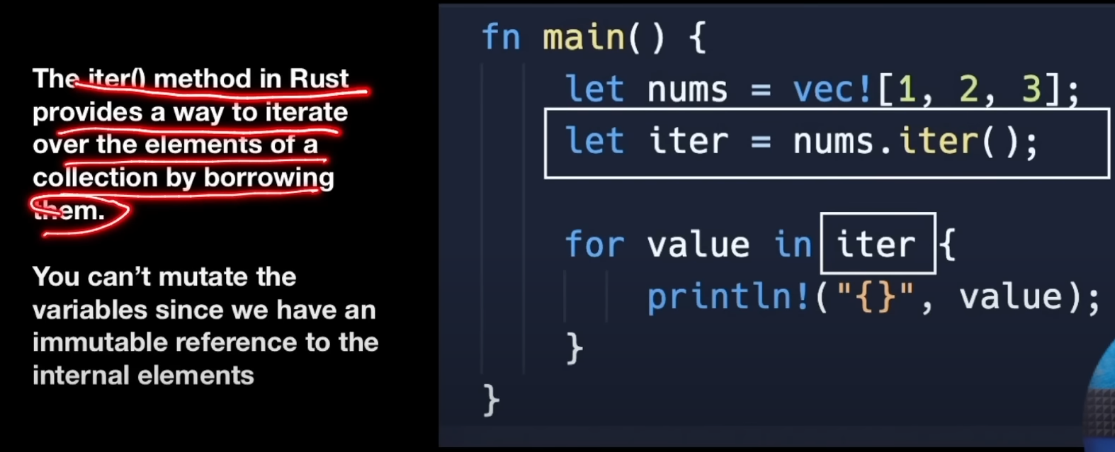 The iter() method in Rust
provides a way to iterate
over the elements of a
collection by borrowing
them.
You can’t mutate the
variables since we have an
immutable reference to the
internal elements
fn main() {
let nums = vec![1, 2, 3];
let iter = nums.iter();
for value in iter {
println!("{}", value);
}
}